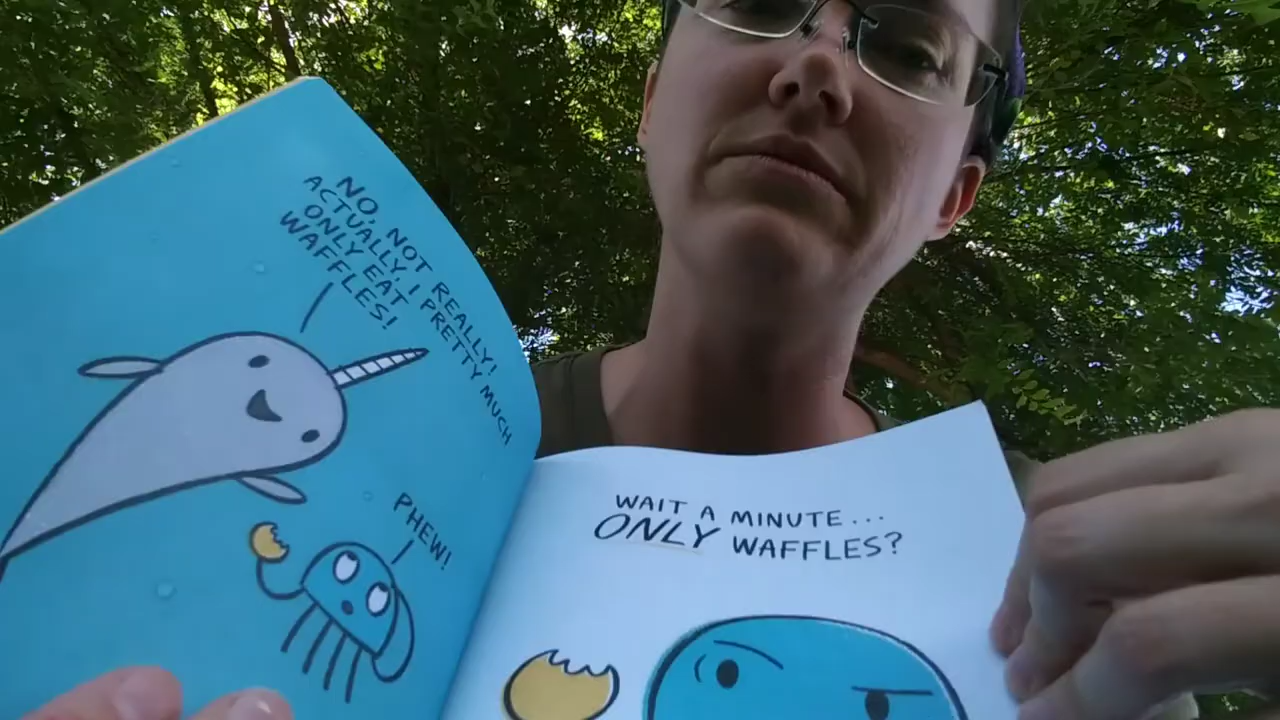 NO, NOT REALLY!
ACTUALLY, I PRETTY MUCH
ONLY EAT
WAFFLES!
PHEW!
WAIT A MINUTE...
ONLY WAFFLES?